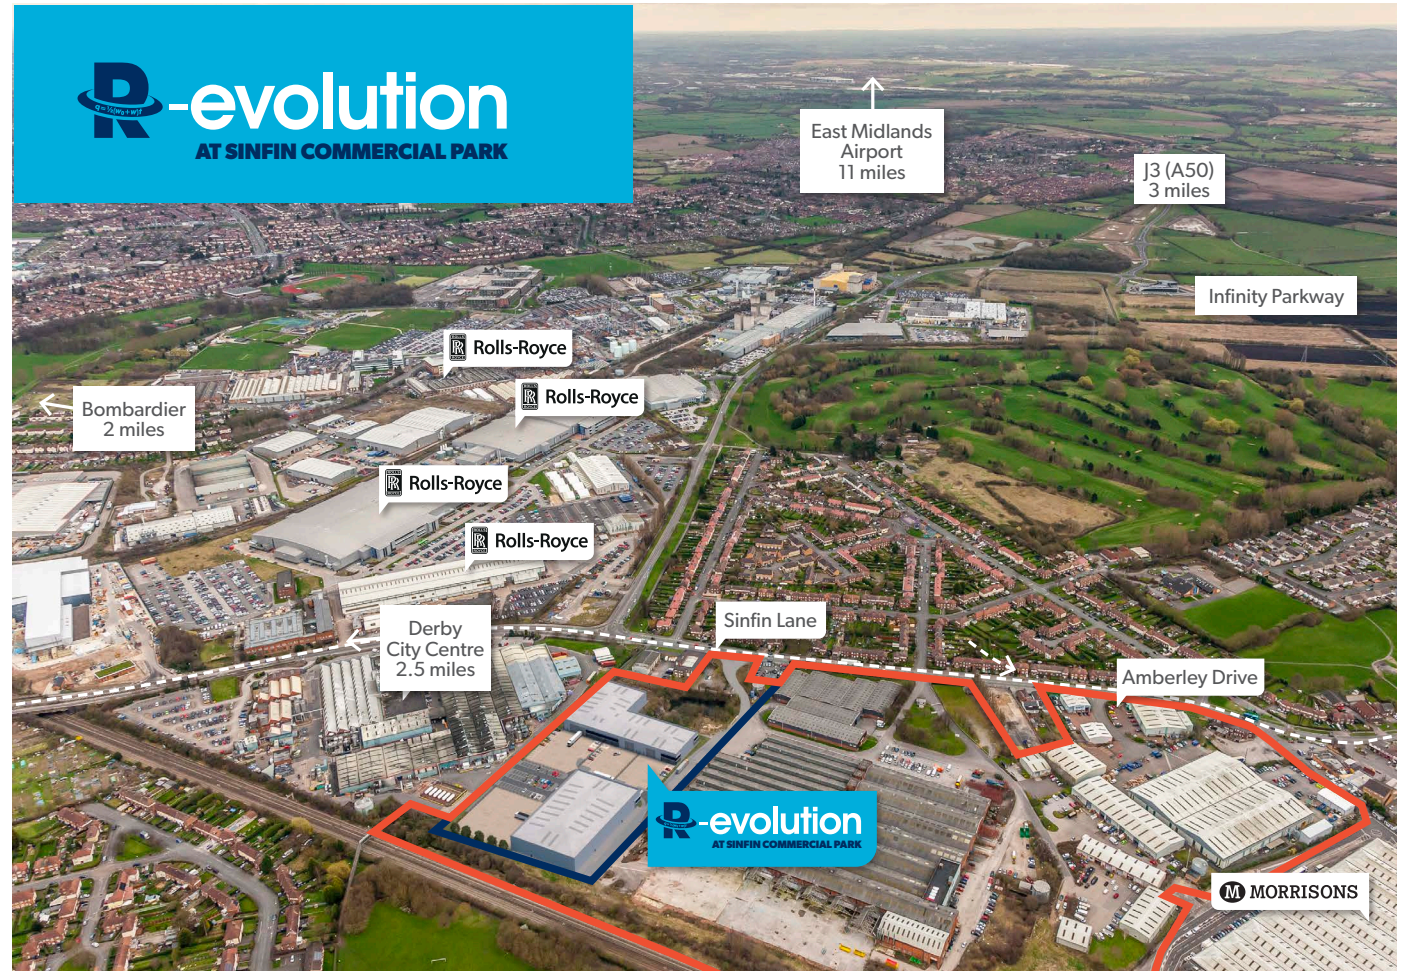 R-evolution
AT SINFIN COMMERCIAL PARK
East Midlands
Airport
11 miles
J3 (A50)
3 miles
Infinity Parkway
Rolls-Royce
Rolls-Royce
Bombardier
2 miles
Rolls-Royce
Rolls-Royce
Derby
City Centre
2.5 miles
Sinfin Lane
Amberley Drive
R-evolution
AT SINFIN COMMERCIAL PARK
M MORRISONS